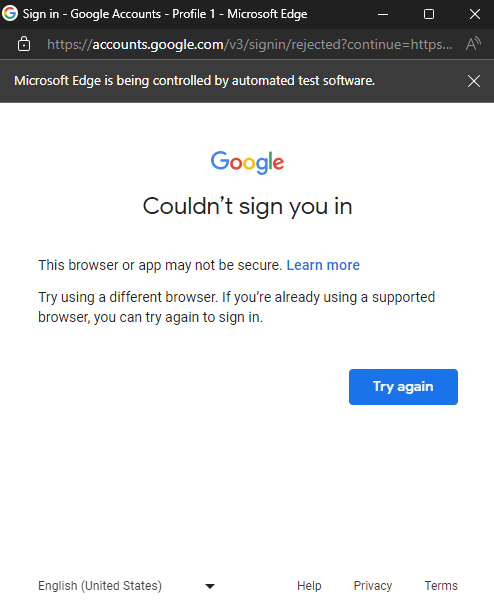 Sign in - Google Accounts - Profile 1 - Microsoft Edge
https://accounts.google.com/v3/signin/rejected?continue=https...
Microsoft Edge is being controlled by automated test software.
Google
Couldn’t sign you in
This browser or app may not be secure. Learn more
Try using a different browser. If you’re already using a supported
browser, you can try again to sign in.
Try again
English (United States) Help Privacy Terms